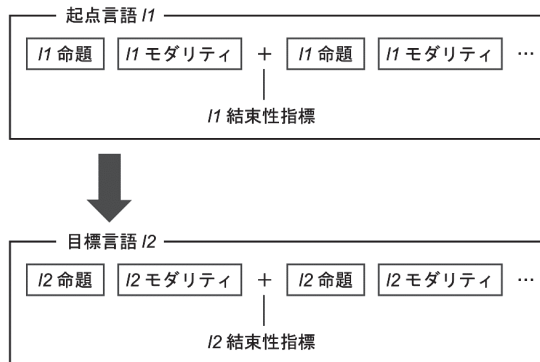 起点言語 l1
l1 命題 l1 モダリティ + l1 命題 l1 モダリティ …
l1 結束性指標
目標言語 l2
l2 命題 l2 モダリティ + l2 命題 l2 モダリティ …
l2 結束性指標